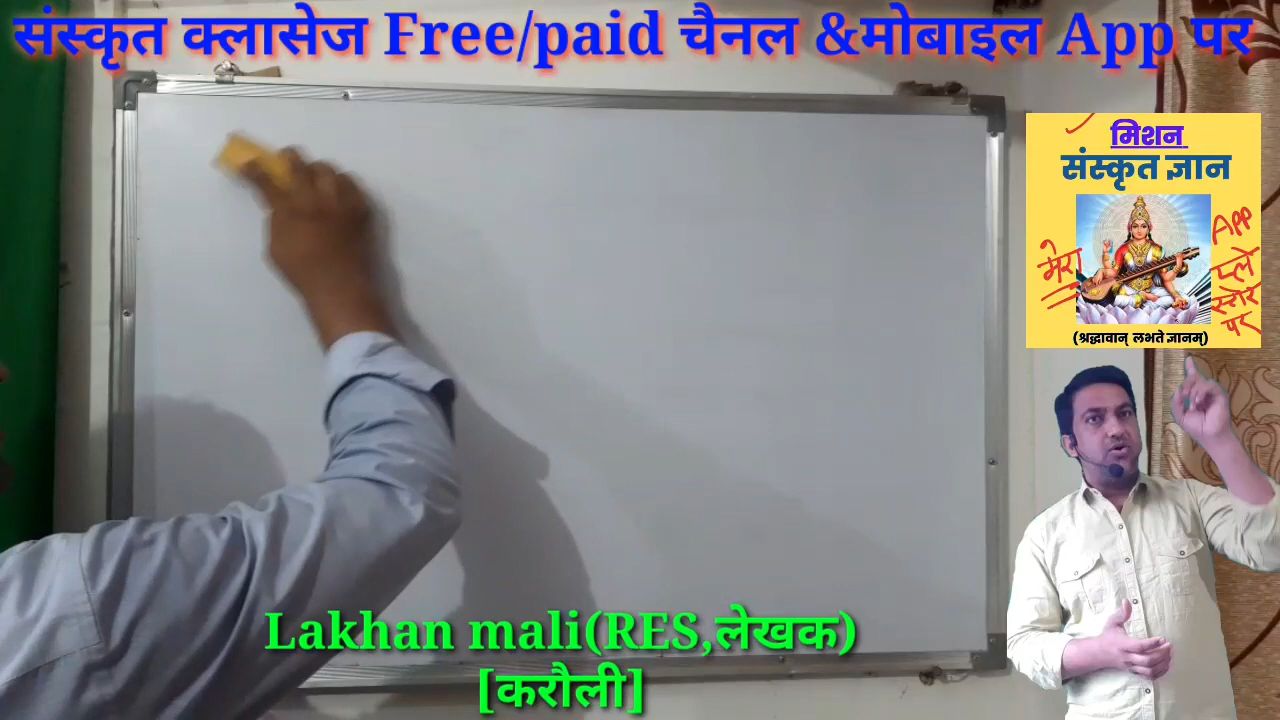 संस्कृत क्लासेज Free/paid चैनल &मोबाइल App पर
मिशन
संस्कृत ज्ञान
मेरा
App
प्ले
स्टोर
पर
(श्रद्धावान् लभते ज्ञानम्)
Lakhan mali(RES,लेखक)
[करौली]